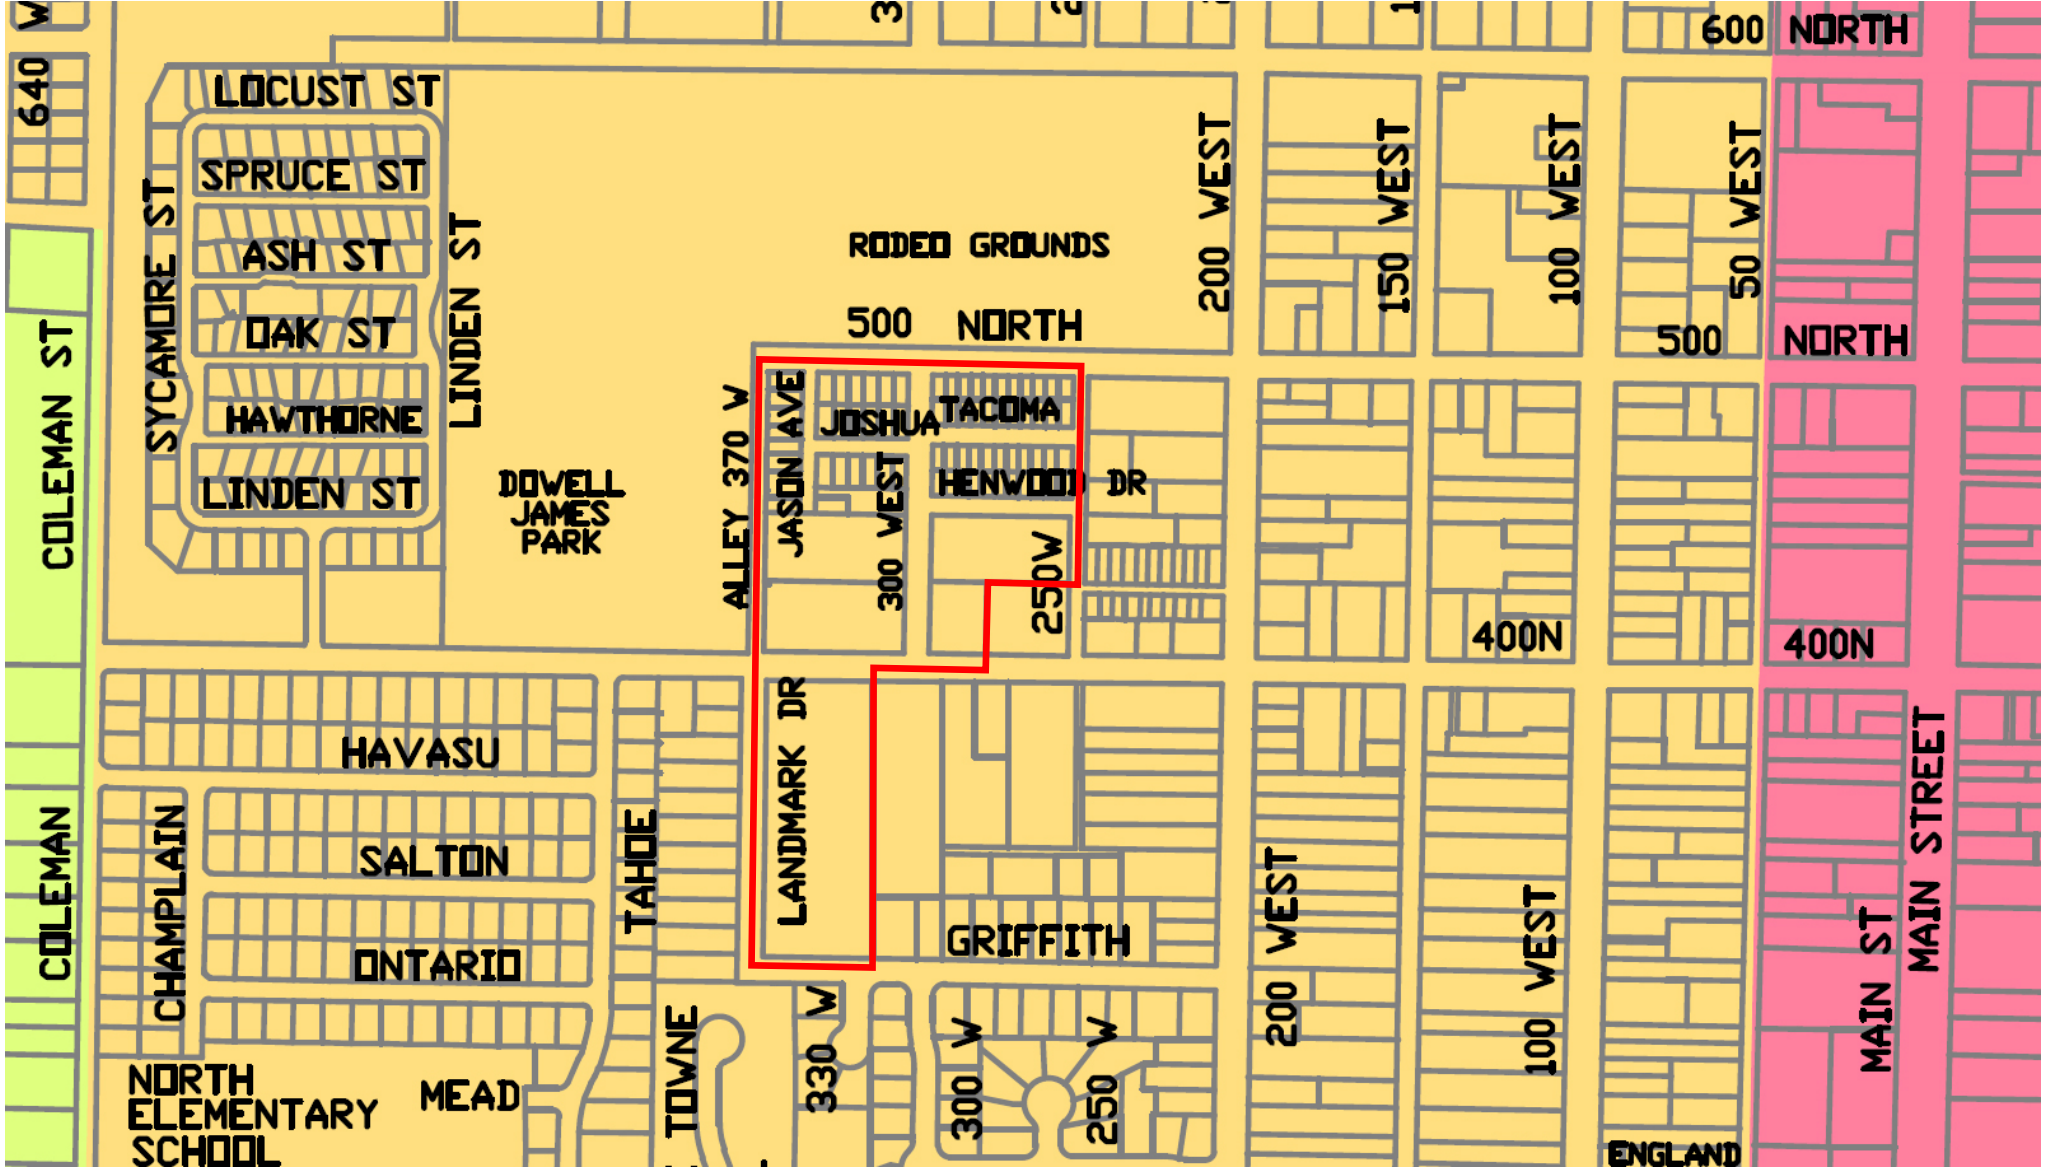 600 NORTH
640 W
LOCUST ST
SPRUCE ST
ASH ST
OAK ST
HAWTHORNE
LINDEN ST
SYCAMORE ST
LINDEN ST
COLEMAN ST
RODEO GROUNDS
500 NORTH
200 WEST
150 WEST
100 WEST
50 WEST
500 NORTH
DOWELL
JAMES
PARK
ALLEY 370 W
JASON AVE
JOSHUA
TACOMA
HENWOOD DR
300 WEST
250W
400N
400N
HAVASU
SALTON
ONTARIO
CHAMPLAIN
COLEMAN
TAHOE
LANDMARK DR
GRIFFITH
200 WEST
100 WEST
MAIN STREET
MAIN ST
TOWNE
330 W
300 W
250 W
NORTH
ELEMENTARY
SCHOOL
MEAD
ENGLAND